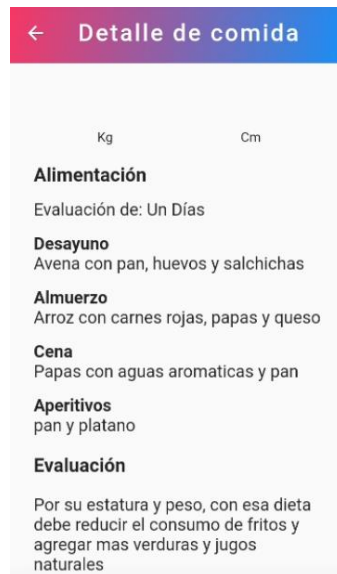 Detalle de comida
Kg Cm
Alimentación
Evaluación de: Un Días
Desayuno
Avena con pan, huevos y salchichas
Almuerzo
Arroz con carnes rojas, papas y queso
Cena
Papas con aguas aromaticas y pan
Aperitivos
pan y platano
Evaluación
Por su estatura y peso, con esa dieta
debe reducir el consumo de fritos y
agregar mas verduras y jugos
naturales